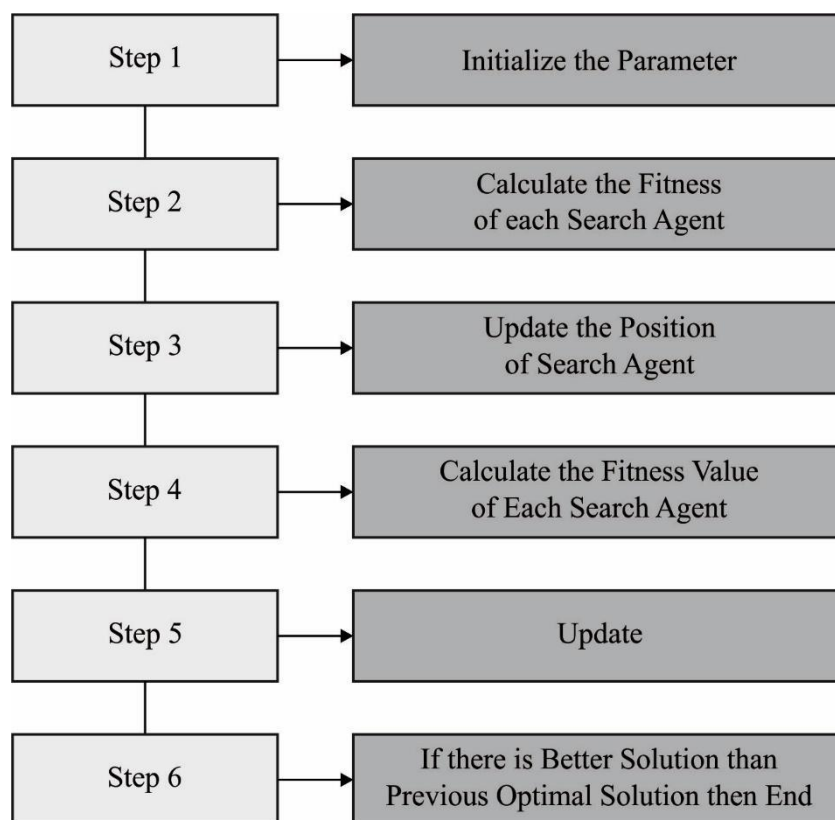 Step 1
Initialize the Parameter
Step 2
Calculate the Fitness
of each Search Agent
Step 3
Update the Position
of Search Agent
Step 4
Calculate the Fitness Value
of Each Search Agent
Step 5
Update
Step 6
If there is Better Solution than
Previous Optimal Solution then End